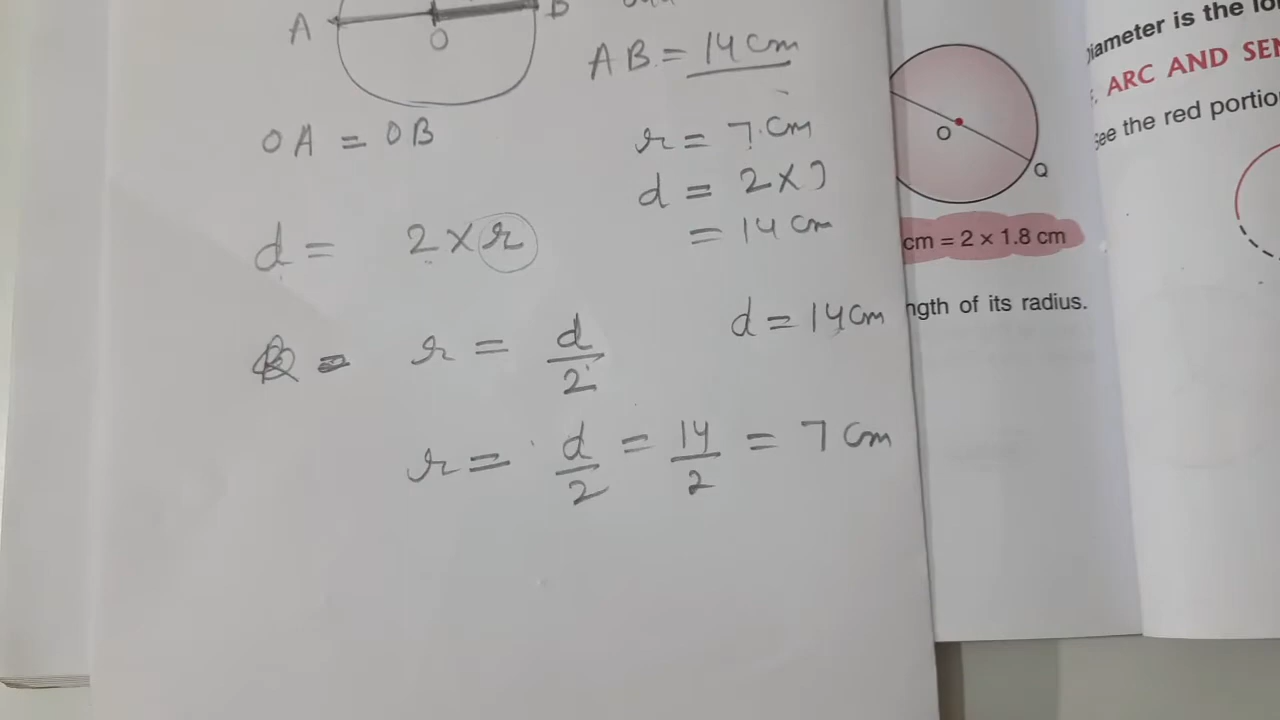 A O B
AB = 14 cm
OA = OB
r = 7 cm
d = 2 × 7
= 14 cm
d = 2 × r
d = 14 cm
r = d/2
r = d/2 = 14/2 = 7 cm
O
Q
cm = 2 × 1.8 cm
ngth of its radius.
iameter is the lo
ARC AND SE
see the red portio